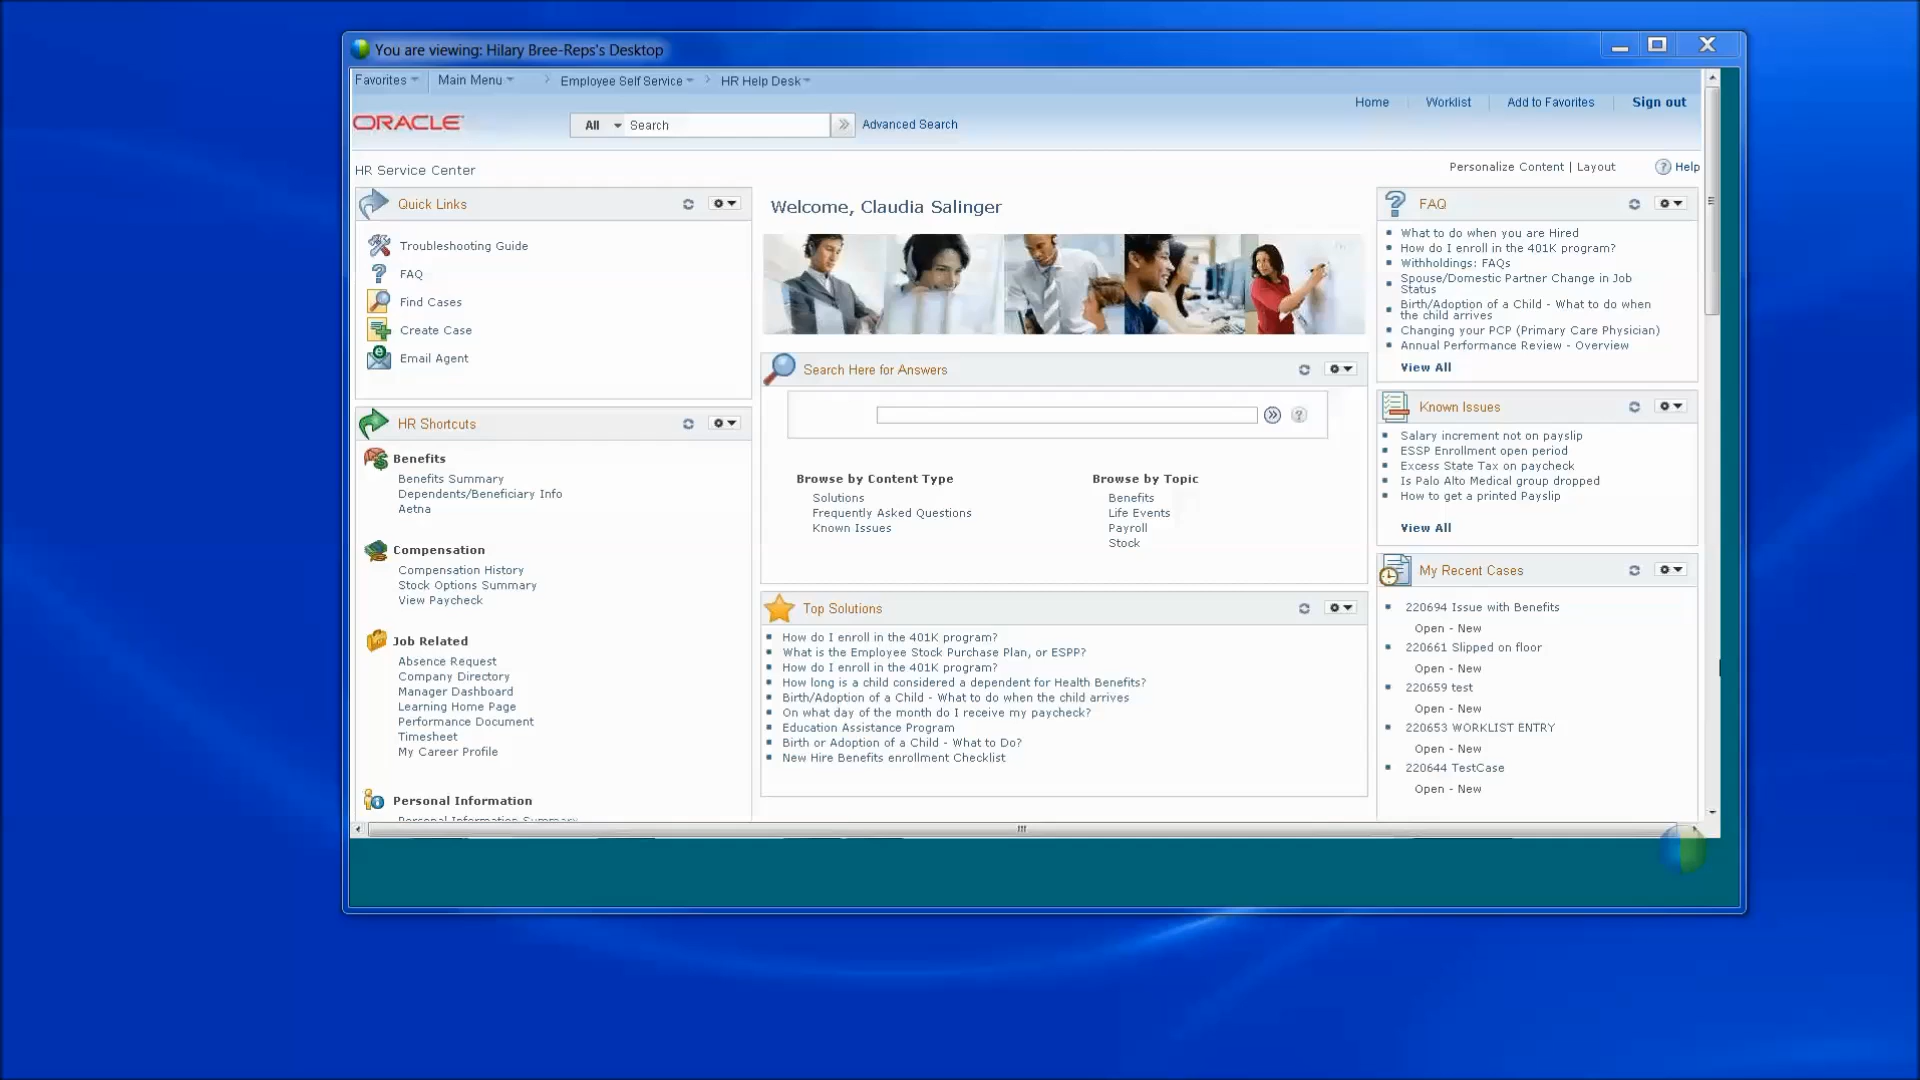 You are viewing: Hilary Bree-Reps's Desktop
Favorites Main Menu > Employee Self Service > HR Help Desk
Home Worklist Add to Favorites Sign out
ORACLE All Search Advanced Search
HR Service Center
Personalize Content | Layout ? Help
Quick Links
Troubleshooting Guide
FAQ
Find Cases
Create Case
Email Agent
HR Shortcuts
Benefits
Benefits Summary
Dependents/Beneficiary Info
Aetna
Compensation
Compensation History
Stock Options Summary
View Paycheck
Job Related
Absence Request
Company Directory
Manager Dashboard
Learning Home Page
Performance Document
Timesheet
My Career Profile
Personal Information
Personal Information Summary
Welcome, Claudia Salinger
Search Here for Answers
Browse by Content Type
Solutions
Frequently Asked Questions
Known Issues
Browse by Topic
Benefits
Life Events
Payroll
Stock
Top Solutions
How do I enroll in the 401K program?
What is the Employee Stock Purchase Plan, or ESPP?
How do I enroll in the 401K program?
How long is a child considered a dependent for Health Benefits?
Birth/Adoption of a Child - What to do when the child arrives
On what day of the month do I receive my paycheck?
Education Assistance Program
Birth or Adoption of a Child - What to Do?
New Hire Benefits enrollment Checklist
FAQ
What to do when you are Hired
How do I enroll in the 401K program?
Withholdings: FAQs
Spouse/Domestic Partner Change in Job
Status
Birth/Adoption of a Child - What to do when
the child arrives
Changing your PCP (Primary Care Physician)
Annual Performance Review - Overview
View All
Known Issues
Salary increment not on payslip
ESSP Enrollment open period
Excess State Tax on paycheck
Is Palo Alto Medical group dropped
How to get a printed Payslip
View All
My Recent Cases
220694 Issue with Benefits
Open - New
220661 Slipped on floor
Open - New
220659 test
Open - New
220653 WORKLIST ENTRY
Open - New
220644 TestCase
Open - New